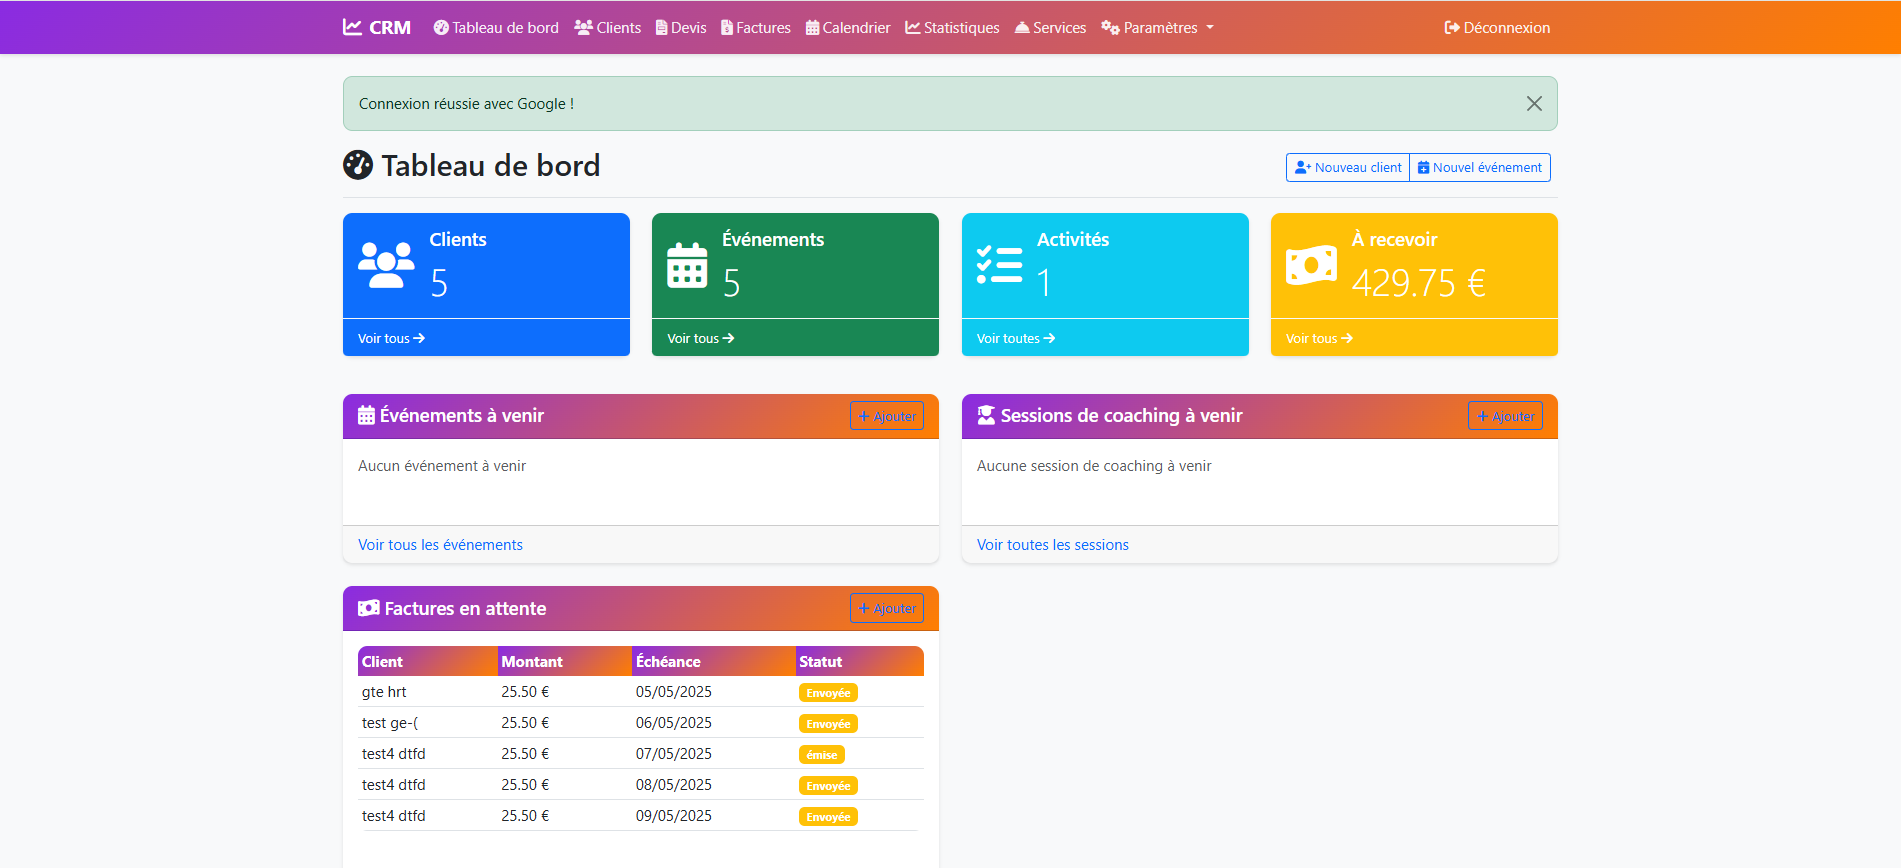 CRM Tableau de bord Clients Devis Factures Calendrier Statistiques Services Paramètres Déconnexion
Connexion réussie avec Google !
Tableau de bord
Nouveau client Nouvel événement
Clients
5
Voir tous
Événements
5
Voir tous
Activités
1
Voir toutes
À recevoir
429.75 €
Voir tous
Événements à venir
Ajouter
Aucun événement à venir
Voir tous les événements
Sessions de coaching à venir
Ajouter
Aucune session de coaching à venir
Voir toutes les sessions
Factures en attente
Ajouter
Client Montant Échéance Statut
gte hrt 25.50 € 05/05/2025 Envoyée
test ge-( 25.50 € 06/05/2025 Envoyée
test4 dtfd 25.50 € 07/05/2025 émise
test4 dtfd 25.50 € 08/05/2025 Envoyée
test4 dtfd 25.50 € 09/05/2025 Envoyée